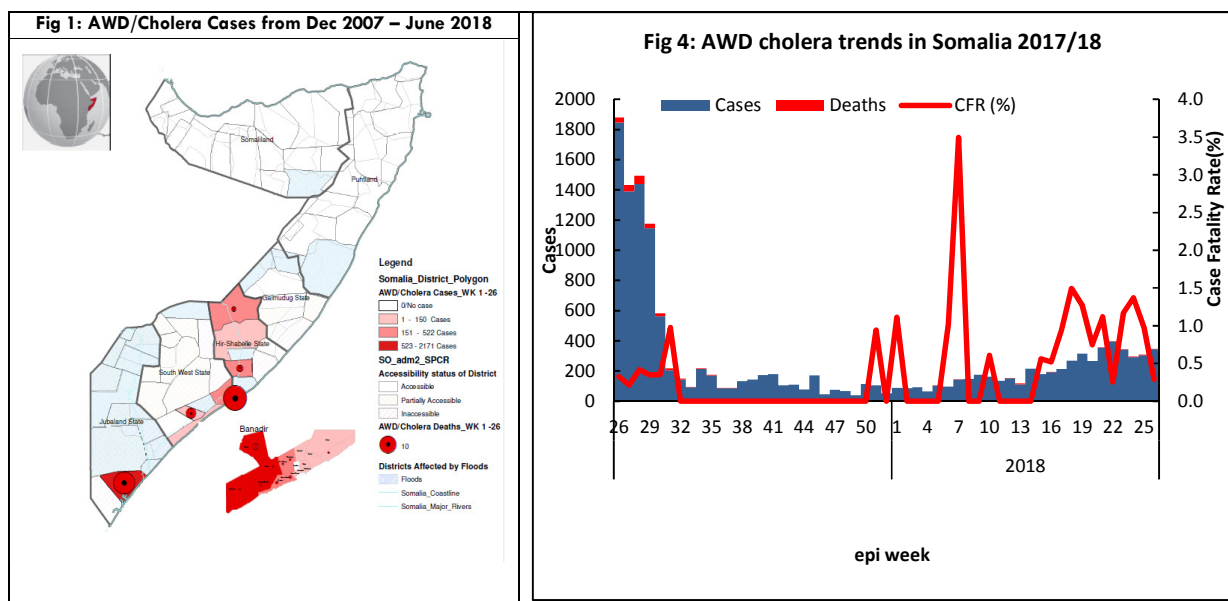 Fig 1: AWD/Cholera Cases from Dec 2007 – June 2018
Somaliland
Puntland
Galmudug State
Hir-Shabelle State
South West State
Jubaland State
Banadir
Legend
Somalia_District_Polygon
AWD/Cholera Cases_WK 1 -26
0/No case
1 - 150 Cases
151 - 522 Cases
523 - 2171 Cases
SO_adm2_SPCR
Accessibility status of District
Accessible
Partially Accessible
Inaccessible
AWD/Cholera Deaths_WK 1 -26
10
Districts Affected by Floods
Floods
Somalia_Coastline
Somalia_Major_Rivers
Fig 4: AWD cholera trends in Somalia 2017/18
Cases Deaths CFR (%)
Cases
2000
1800
1600
1400
1200
1000
800
600
400
200
0
4.0
3.5
3.0
2.5
2.0
1.5
1.0
0.5
0.0
Case Fatality Rate(%)
26 29 32 35 38 41 44 47 50 1 4 7 10 13 16 19 22 25
2018
epi week